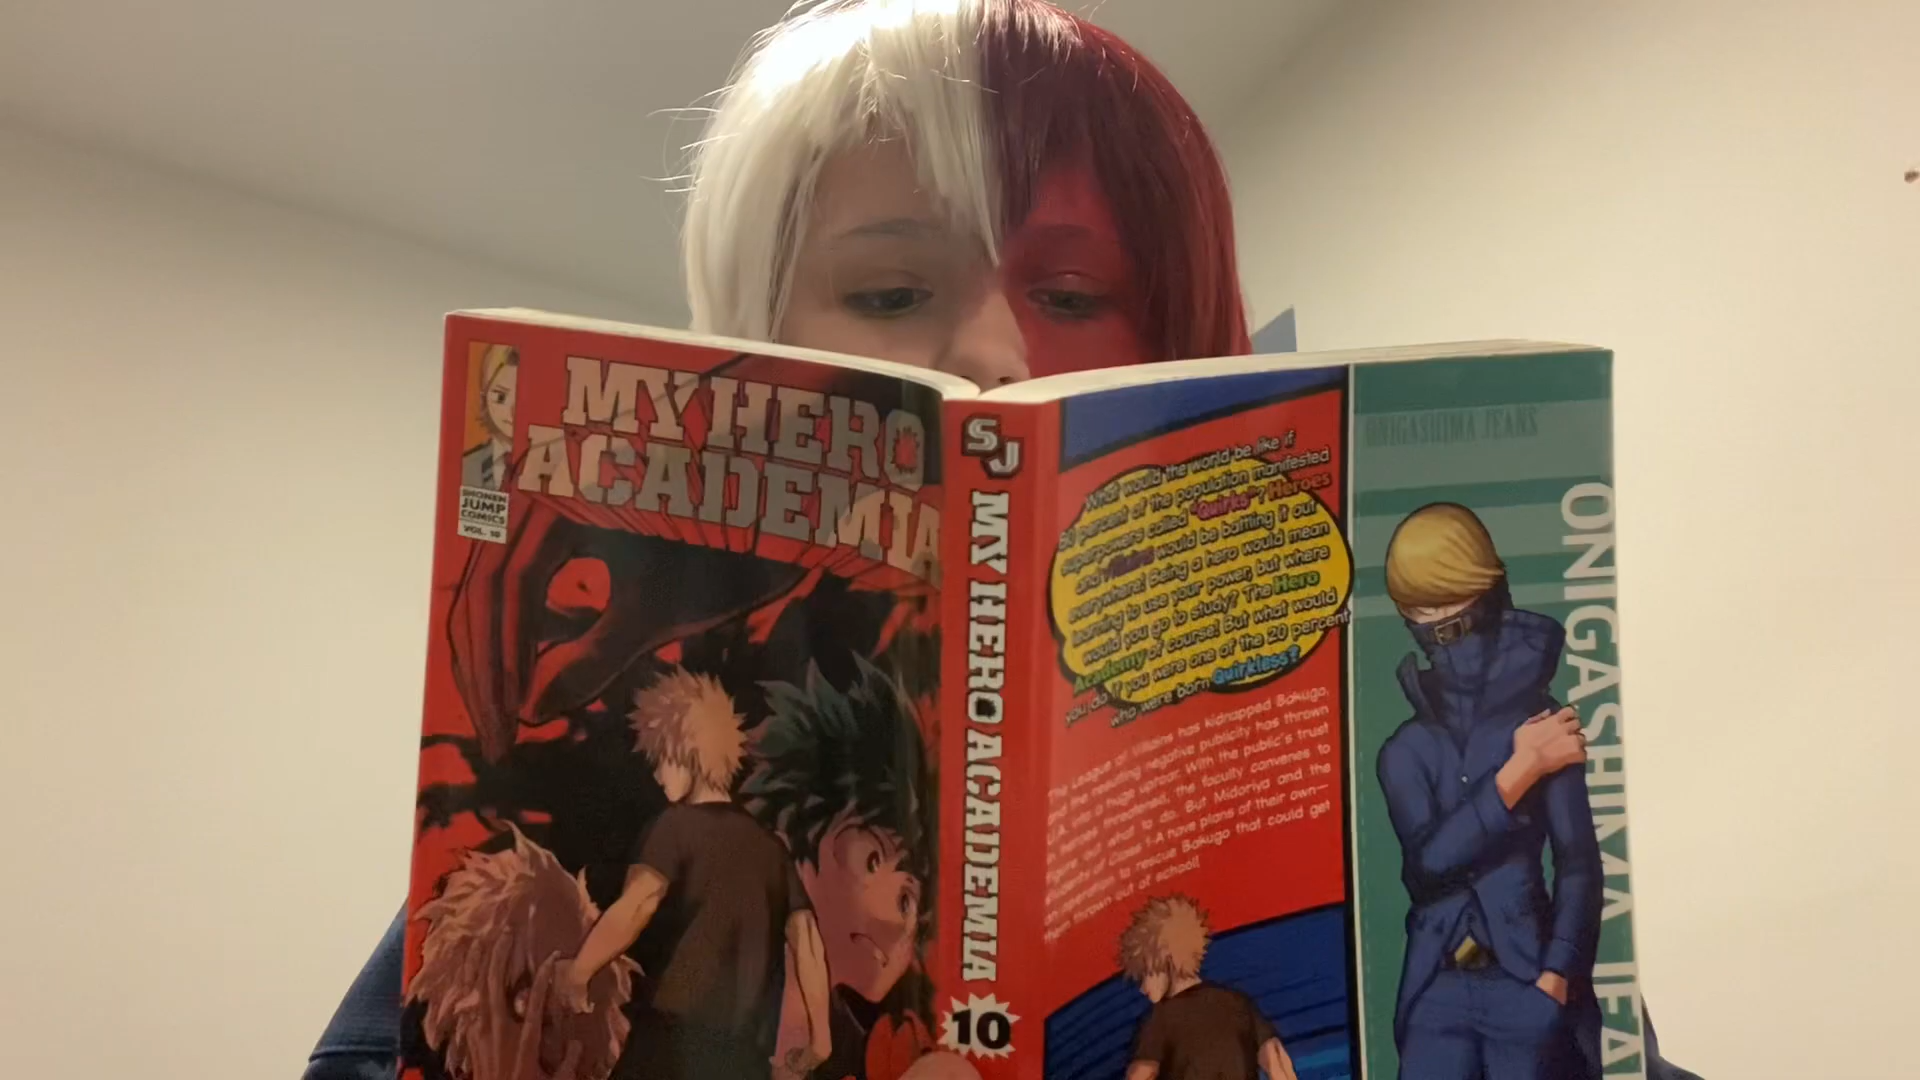 MY HERO
ACADEMIA
SHONEN
JUMP
COMICS
VOL. 10
SJ
MY HERO ACADEMIA
10
What would the world be like if
80 percent of the population manifested
superpowers called "Quirks"? Heroes
and villains would be battling it out
everywhere! Being a hero would mean
learning to use your power, but where
would you go to study? The Hero
Academy of course! But what would
you do if you were one of the 20 percent
who were born Quirkless?
The League of Villains has kidnapped Bakugo,
and the resulting negative publicity has thrown
U.A. into a huge uproar. With the public's trust
in heroes threatened, the faculty convenes to
figure out what to do. But Midoriya and the
students of Class 1-A have plans of their own—
an operation to rescue Bakugo that could get
them thrown out of school!
ONIGASHIMA JEANS
ONIGASHIMA JEA